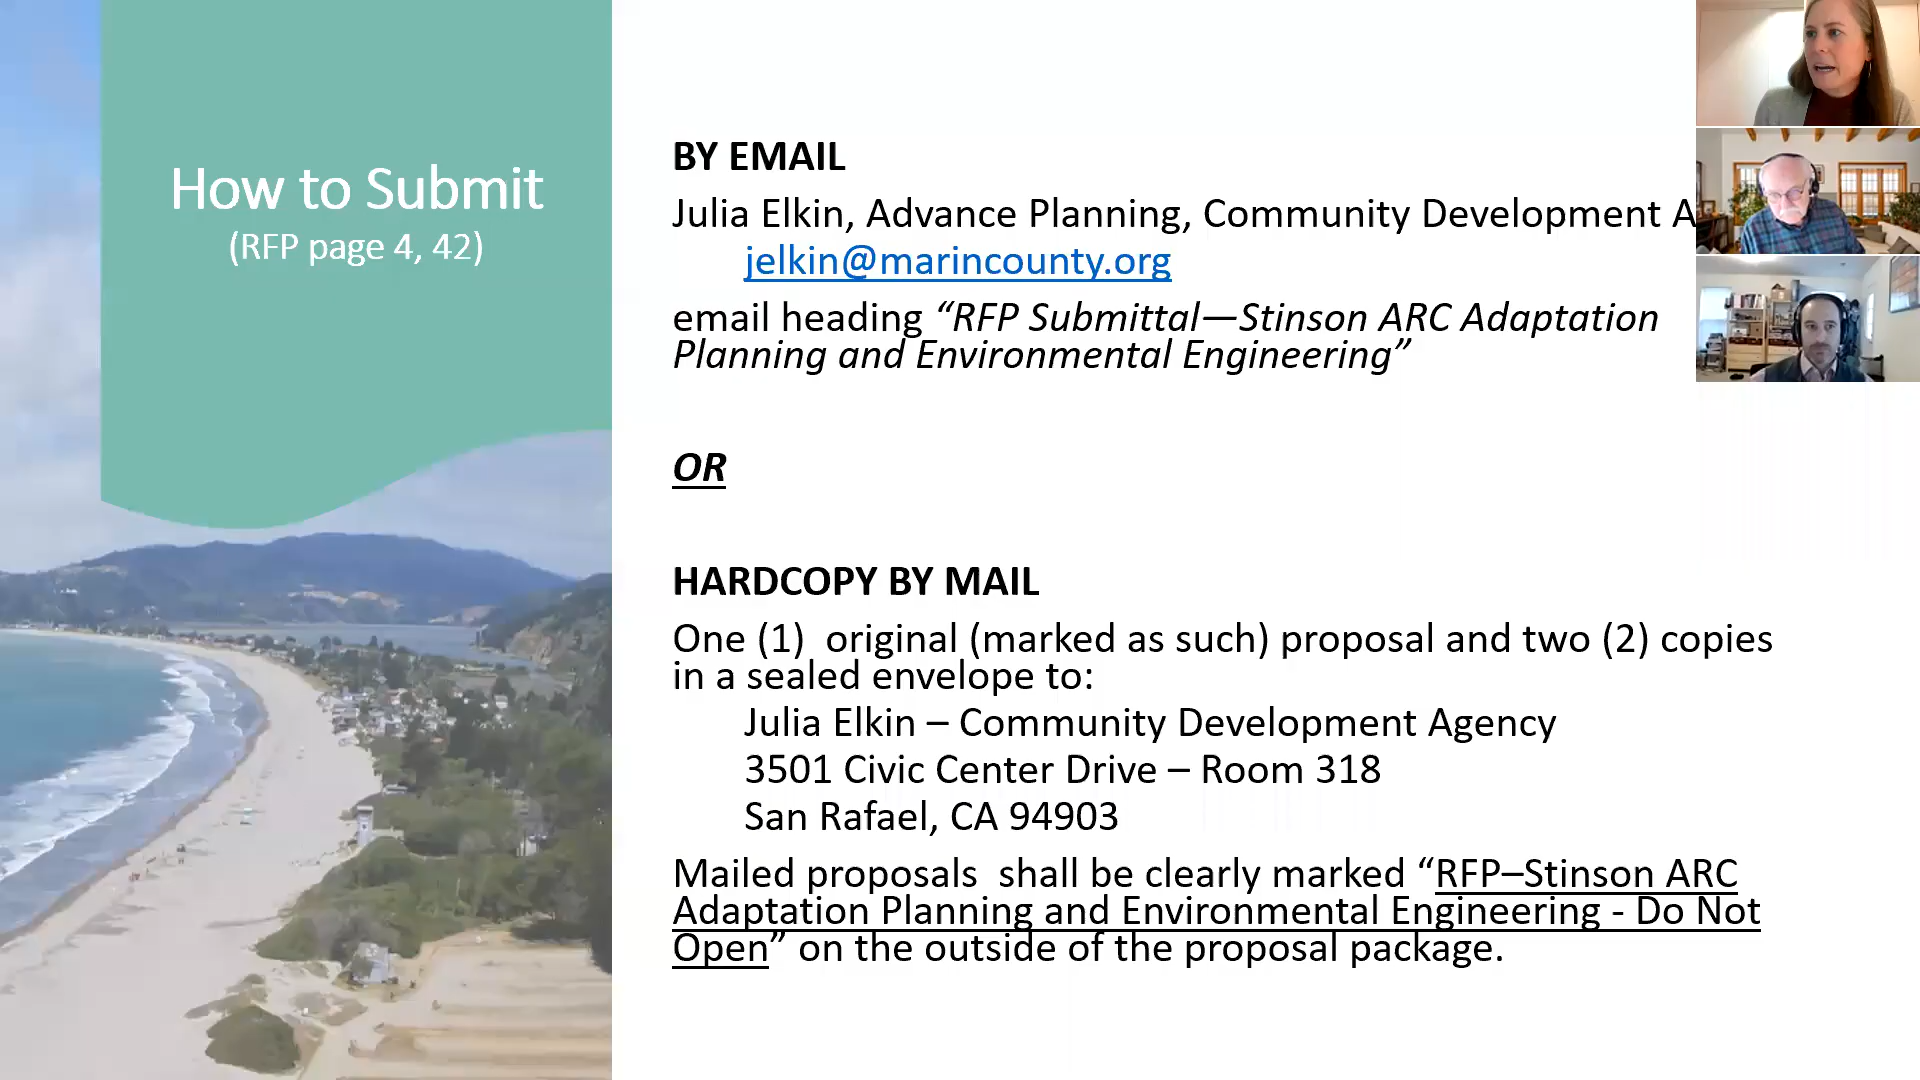 How to Submit
(RFP page 4, 42)
BY EMAIL
Julia Elkin, Advance Planning, Community Development A
jelkin@marincounty.org
email heading “RFP Submittal—Stinson ARC Adaptation
Planning and Environmental Engineering”
OR
HARDCOPY BY MAIL
One (1)  original (marked as such) proposal and two (2) copies
in a sealed envelope to:
Julia Elkin – Community Development Agency
3501 Civic Center Drive – Room 318
San Rafael, CA 94903
Mailed proposals  shall be clearly marked “RFP–Stinson ARC
Adaptation Planning and Environmental Engineering - Do Not
Open” on the outside of the proposal package.